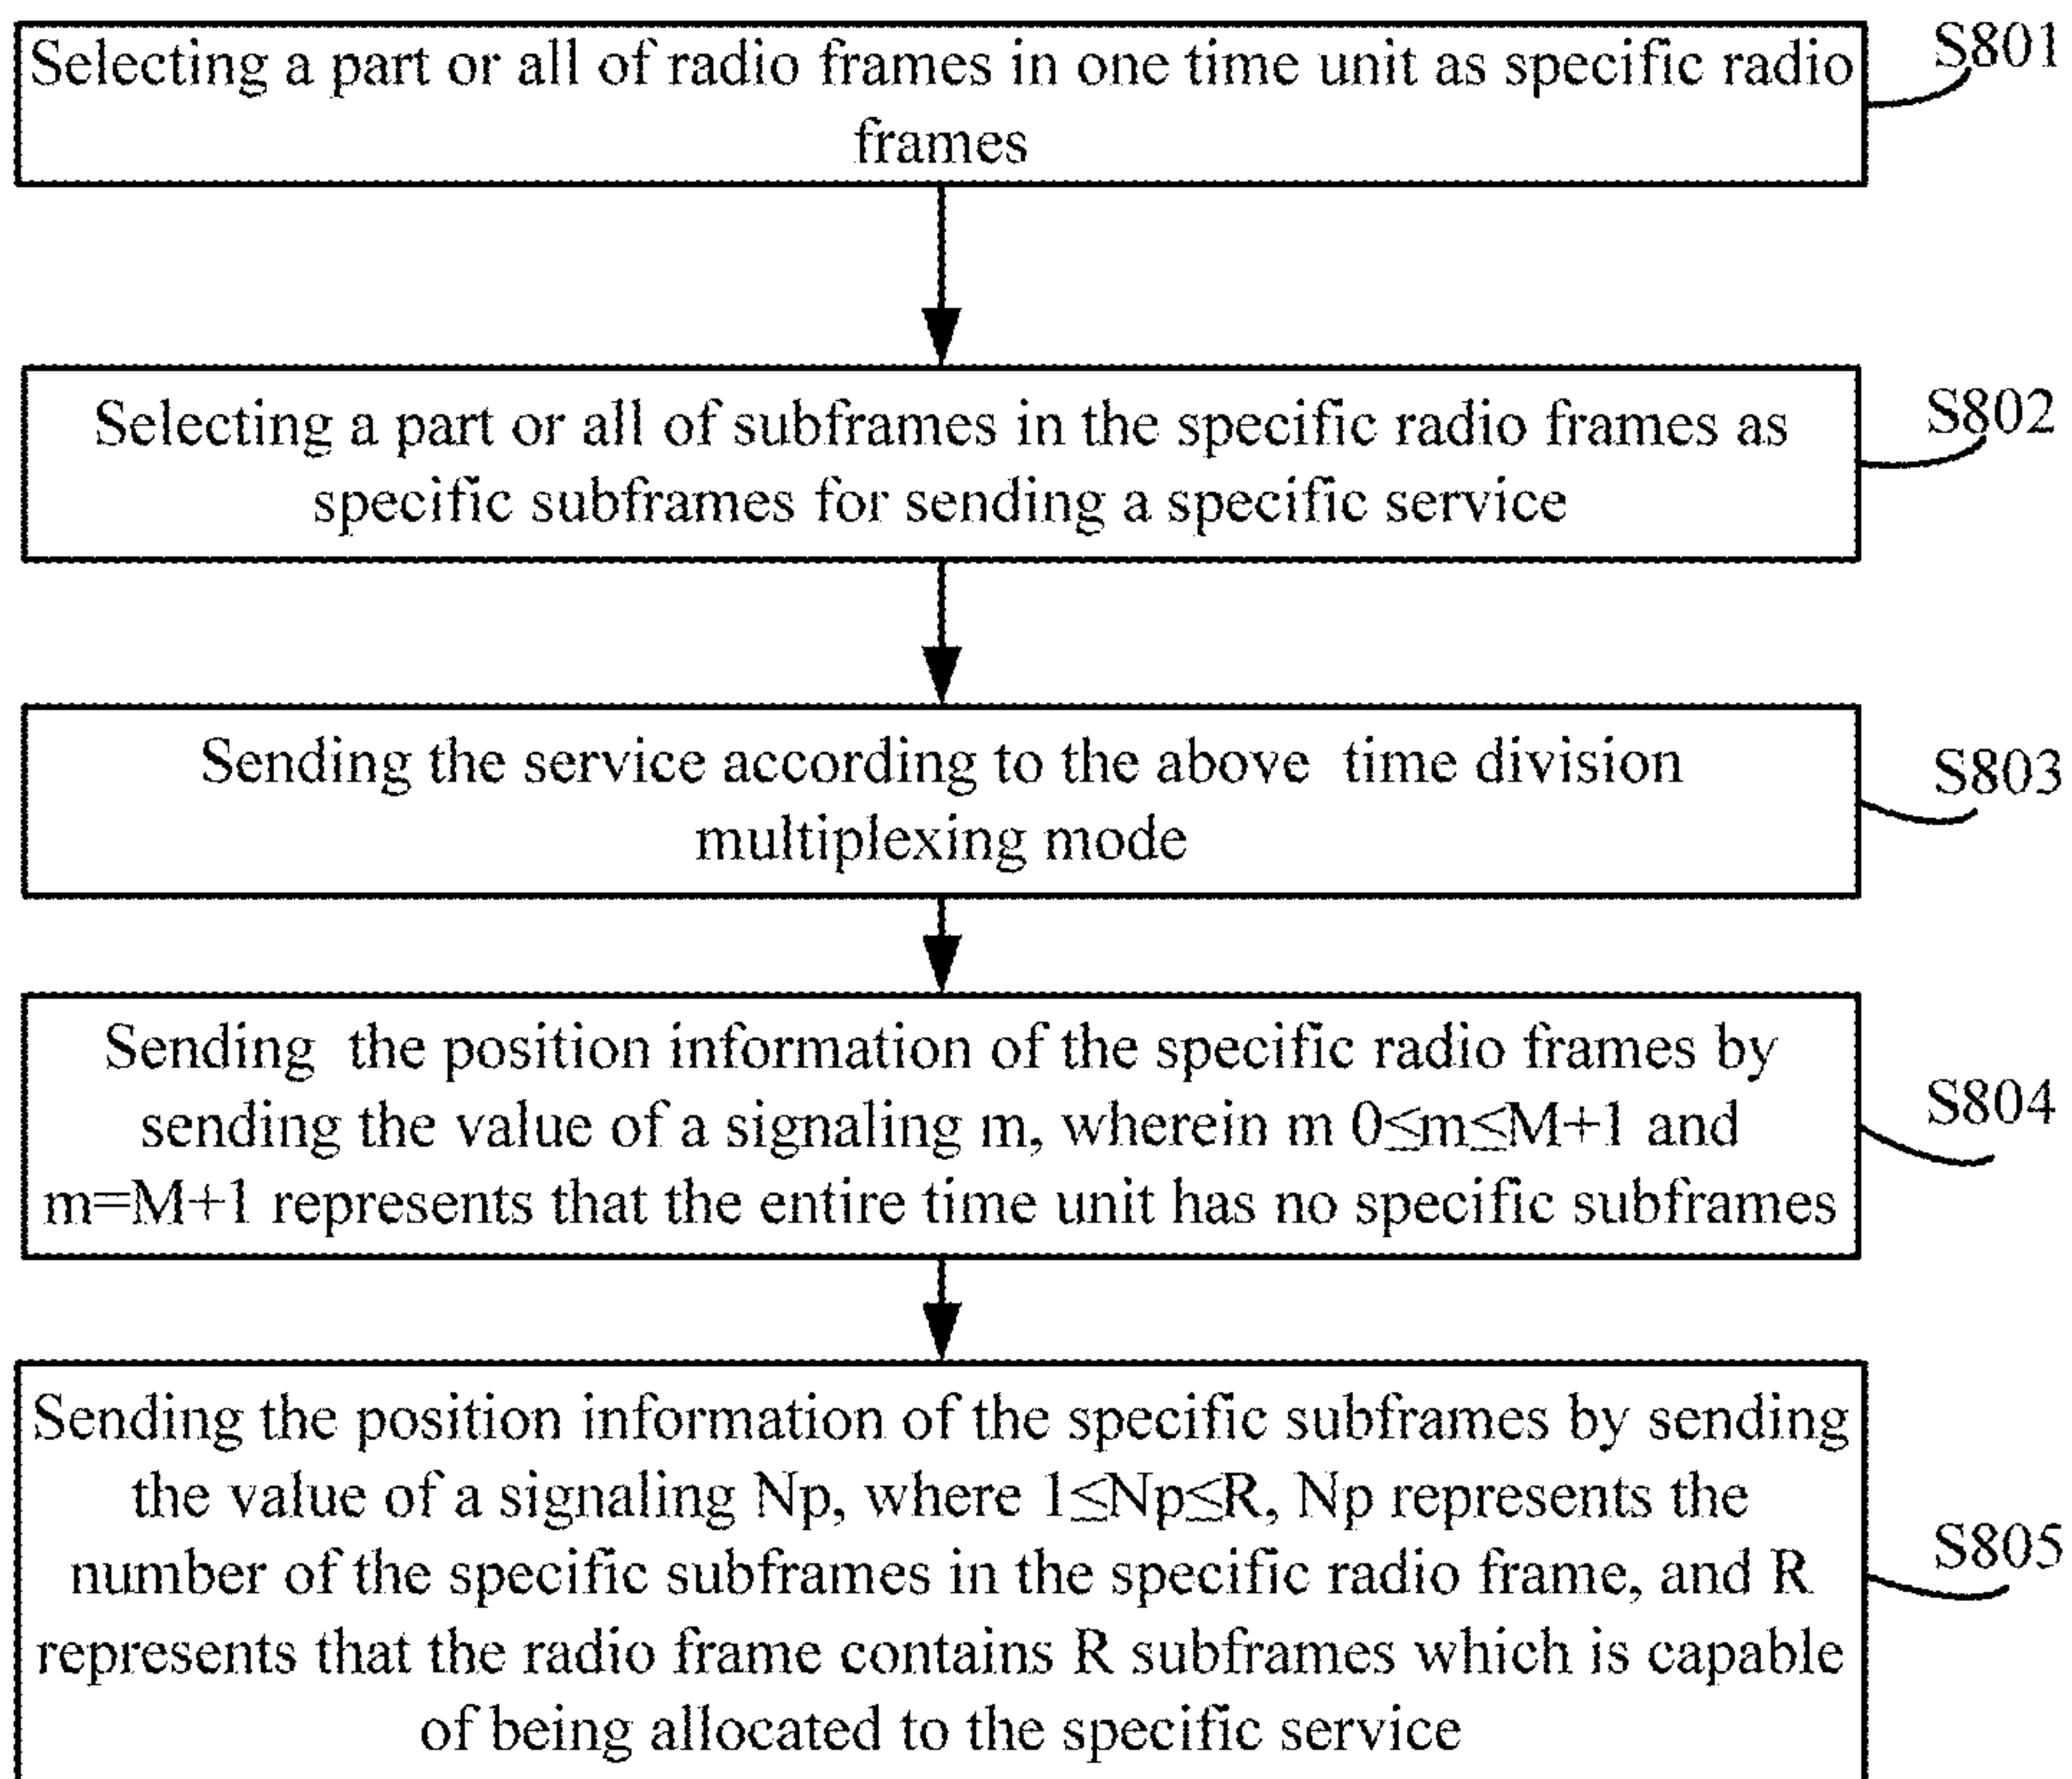 Selecting a part or all of radio frames in one time unit as specific radio
frames
S801
Selecting a part or all of subframes in the specific radio frames as
specific subframes for sending a specific service
S802
Sending the service according to the above time division
multiplexing mode
S803
Sending the position information of the specific radio frames by
sending the value of a signaling m, wherein m 0≤m≤M+1 and
m=M+1 represents that the entire time unit has no specific subframes
S804
Sending the position information of the specific subframes by sending
the value of a signaling Np, where 1≤Np≤R, Np represents the
number of the specific subframes in the specific radio frame, and R
represents that the radio frame contains R subframes which is capable
of being allocated to the specific service
S805